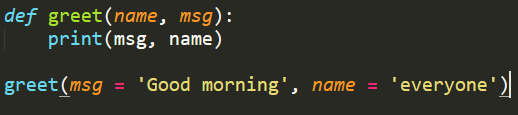 def greet(name, msg):
    print(msg, name)
greet(msg = 'Good morning', name = 'everyone')